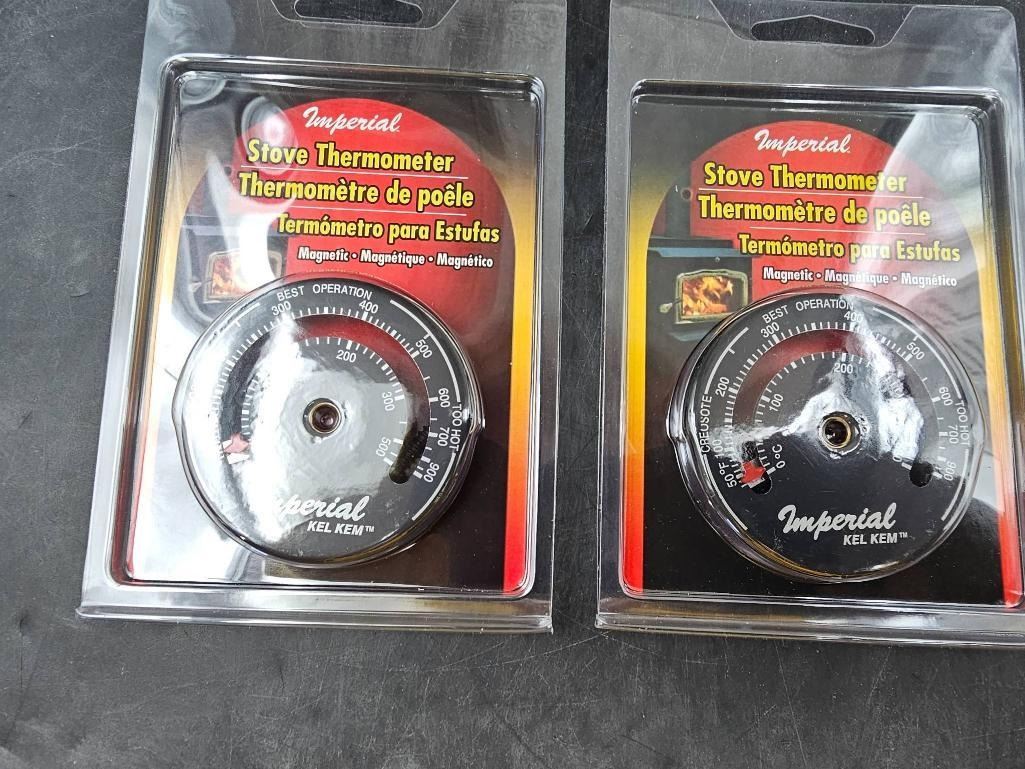 Imperial
Stove Thermometer
Thermomètre de poêle
Termómetro para Estufas
Magnetic • Magnétique • Magnético
BEST OPERATION
300 400 500 600 700 900
TOO HOT
200 300 500
Imperial
KEL KEM™
Imperial
Stove Thermometer
Thermomètre de poêle
Termómetro para Estufas
Magnetic • Magnétique • Magnético
CREUSOTE
BEST OPERATION
TOO HOT
50°F 100 200 300 400 500 600 700 900
0°C 100 200
Imperial
KEL KEM™